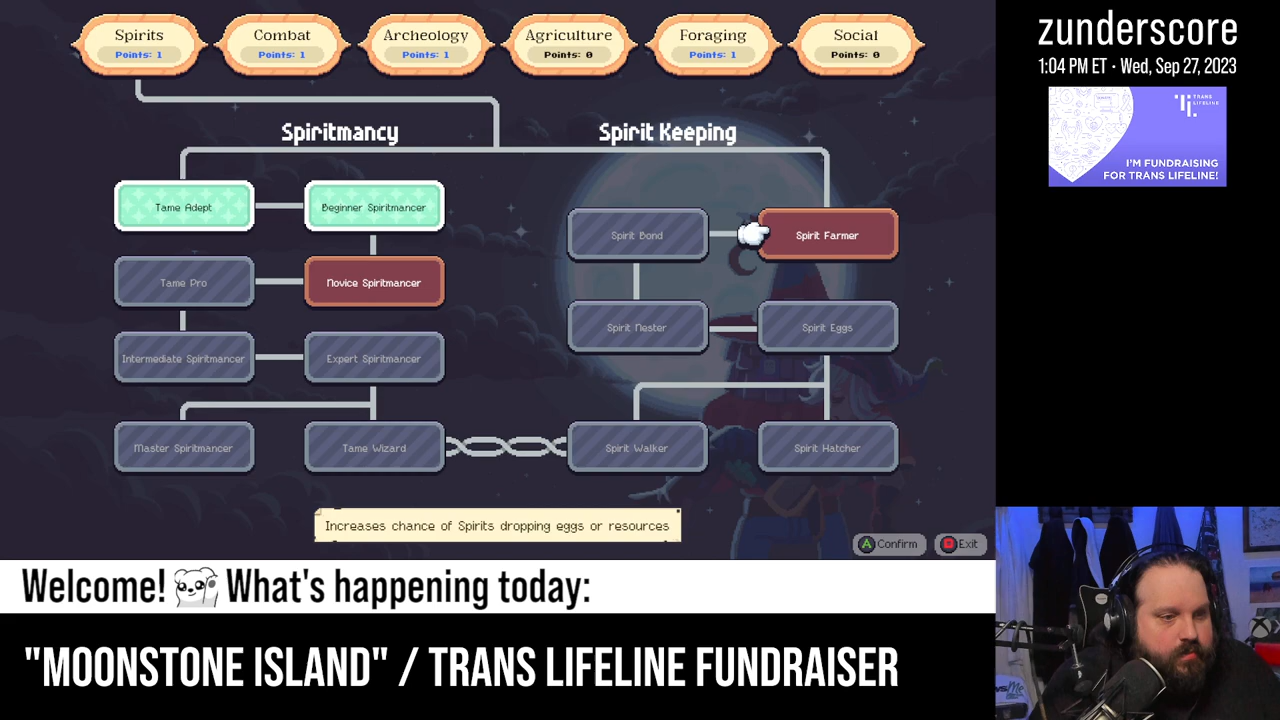 Spirits
Points: 1
Combat
Points: 1
Archeology
Points: 1
Agriculture
Points: 0
Foraging
Points: 1
Social
Points: 0
Spiritmancy
Spirit Keeping
Tame Adept
Beginner Spiritmancer
Spirit Bond
Spirit Farmer
Tame Pro
Novice Spiritmancer
Spirit Nester
Spirit Eggs
Intermediate Spiritmancer
Expert Spiritmancer
Master Spiritmancer
Tame Wizard
Spirit Walker
Spirit Hatcher
Increases chance of Spirits dropping eggs or resources
A Confirm
Exit
zunderscore
1:04 PM ET · Wed, Sep 27, 2023
TRANS
LIFELINE
I'M FUNDRAISING
FOR TRANS LIFELINE!
Welcome! What's happening today:
"MOONSTONE ISLAND" / TRANS LIFELINE FUNDRAISER